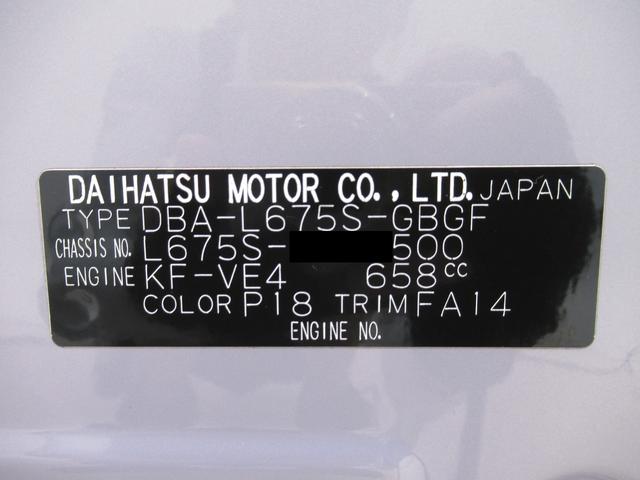 DAIHATSU MOTOR CO., LTD. JAPAN
TYPE DBA-L675S-GBGF
CHASSIS NO. L675S- 500
ENGINE KF-VE4 658CC
COLOR P18 TRIM FA14
ENGINE NO.